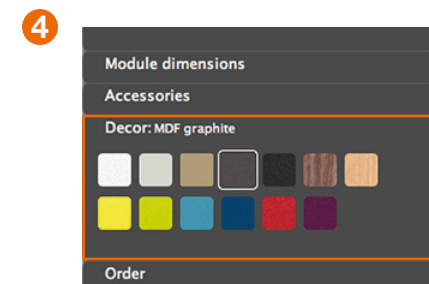 4
Module dimensions
Accessories
Decor: MDF graphite
Order